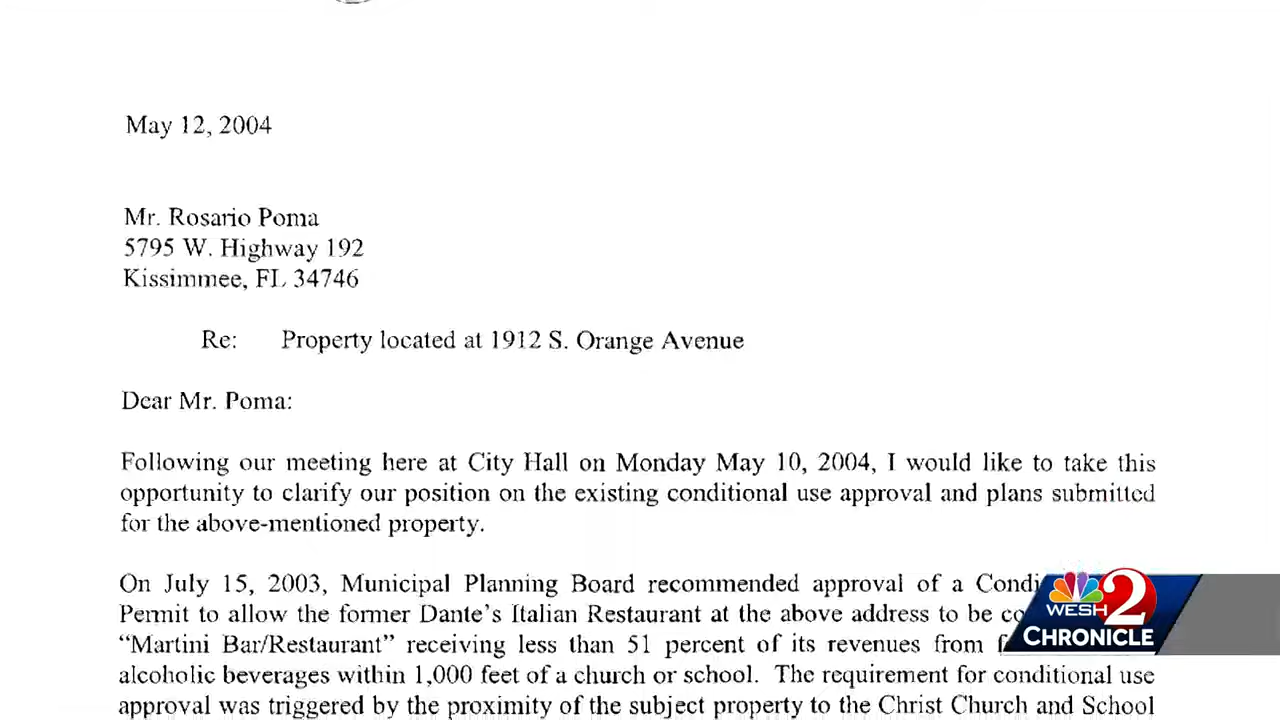 May 12, 2004
Mr. Rosario Poma
5795 W. Highway 192
Kissimmee, FL 34746
Re: Property located at 1912 S. Orange Avenue
Dear Mr. Poma:
Following our meeting here at City Hall on Monday May 10, 2004, I would like to take this
opportunity to clarify our position on the existing conditional use approval and plans submitted
for the above-mentioned property.
On July 15, 2003, Municipal Planning Board recommended approval of a
Permit to allow the former Dante's Italian Restaurant at the above address to be
"Martini Bar/Restaurant" receiving less than 51 percent of its revenues from
alcoholic beverages within 1,000 feet of a church or school. The requirement for conditional use
approval was triggered by the proximity of the subject property to the Christ Church and School
WESH 2
CHRONICLE